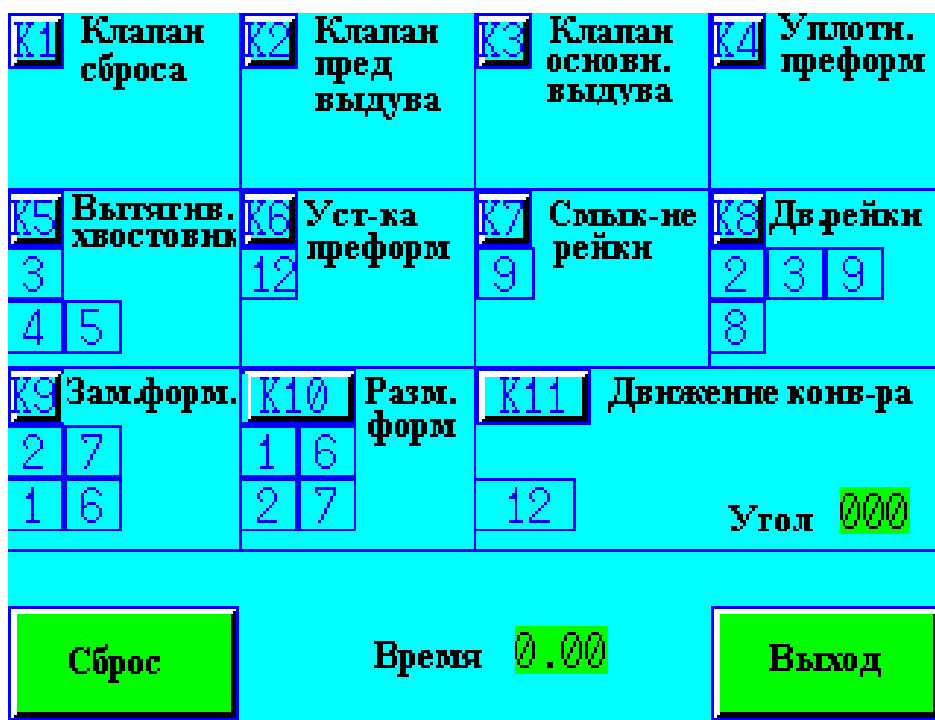 K1 Клапан сброса
K2 Клапан пред выдува
K3 Клапан основн. выдува
K4 Уплотн. преформ
K5 Вытягив. хвостовик
3
4 5
K6 Уст-ка преформ
12
K7 Смык-не рейки
9
K8 Дв.рейки
2 3 9
8
K9 Зам.форм.
2 7
1 6
K10 Разм. форм
1 6
2 7
K11 Движение конв-ра
12
Угол 000
Сброс
Время 0.00
Выход